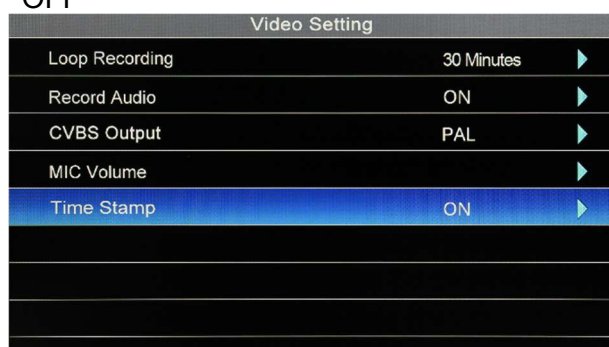 Video Setting
Loop Recording 30 Minutes
Record Audio ON
CVBS Output PAL
MIC Volume
Time Stamp ON